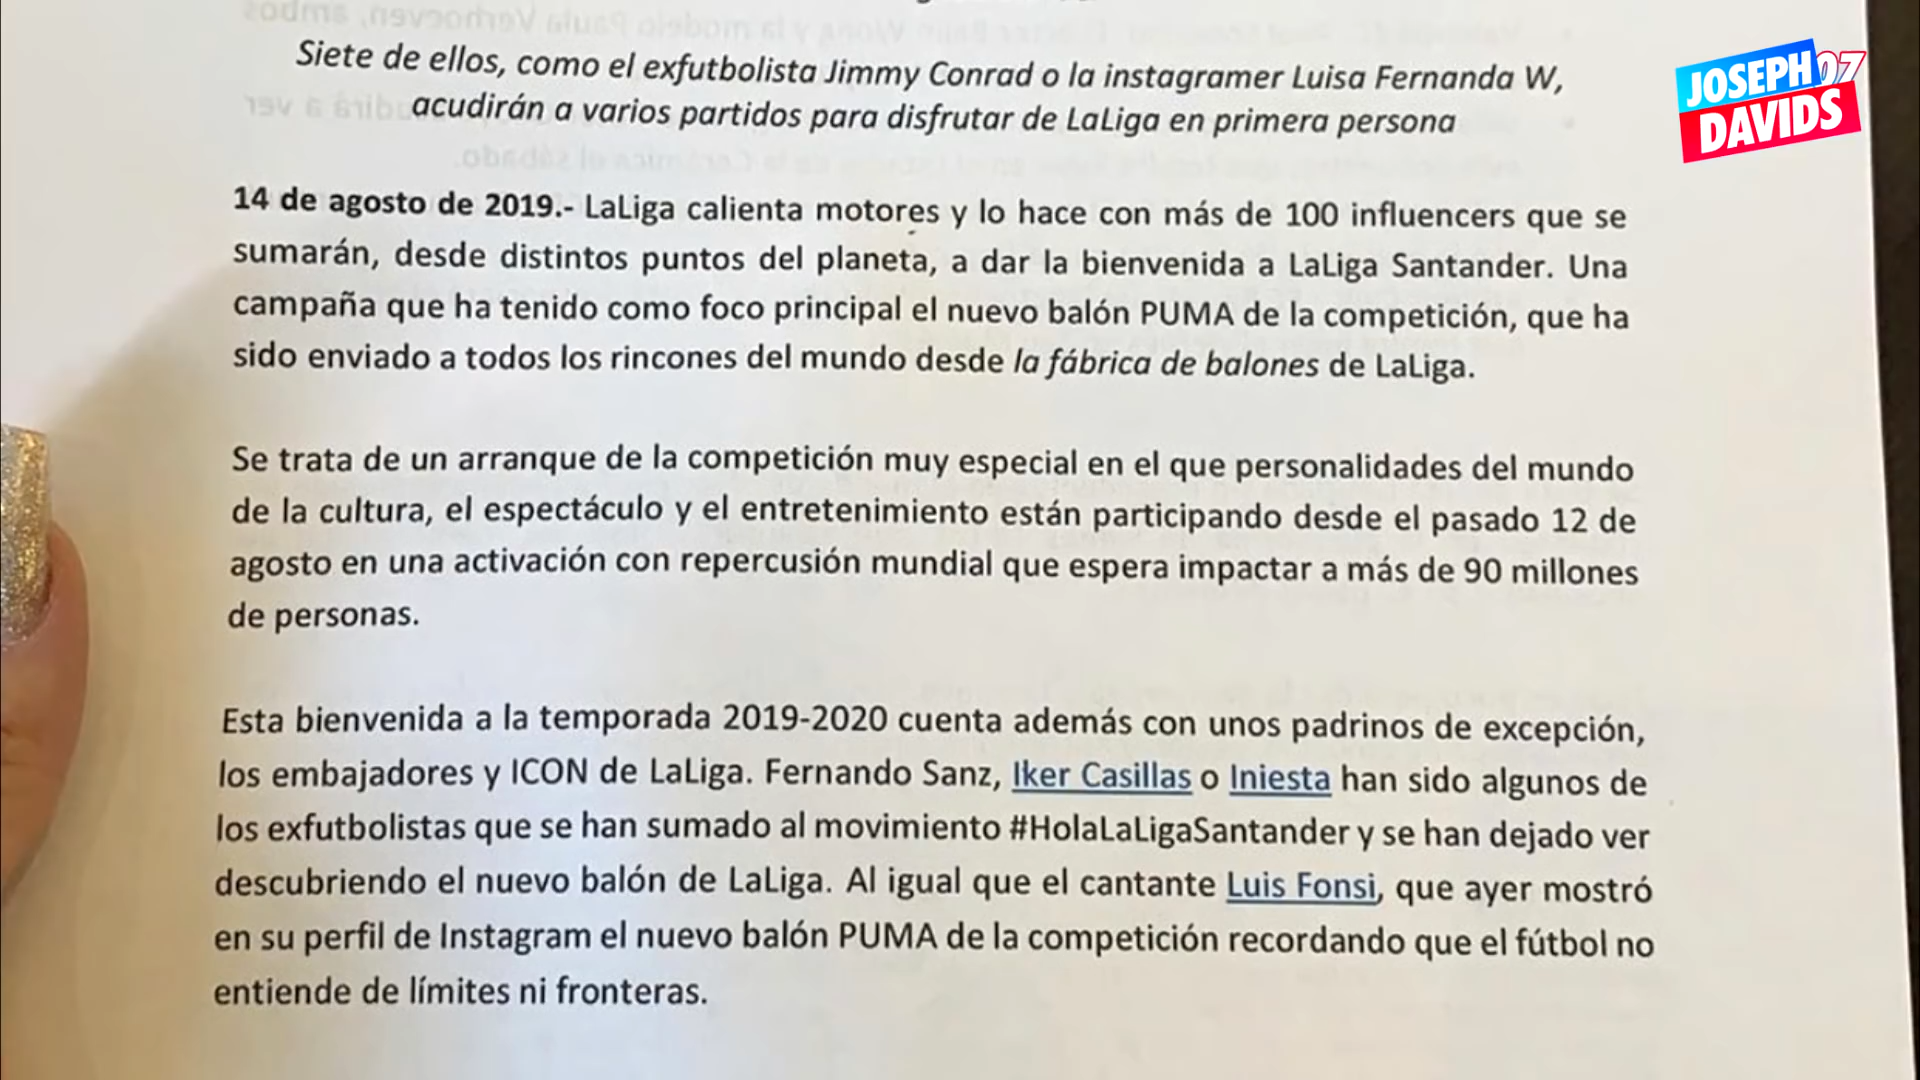 Siete de ellos, como el exfutbolista Jimmy Conrad o la instagramer Luisa Fernanda W,
acudirán a varios partidos para disfrutar de LaLiga en primera persona
14 de agosto de 2019.- LaLiga calienta motores y lo hace con más de 100 influencers que se
sumarán, desde distintos puntos del planeta, a dar la bienvenida a LaLiga Santander. Una
campaña que ha tenido como foco principal el nuevo balón PUMA de la competición, que ha
sido enviado a todos los rincones del mundo desde la fábrica de balones de LaLiga.
Se trata de un arranque de la competición muy especial en el que personalidades del mundo
de la cultura, el espectáculo y el entretenimiento están participando desde el pasado 12 de
agosto en una activación con repercusión mundial que espera impactar a más de 90 millones
de personas.
Esta bienvenida a la temporada 2019-2020 cuenta además con unos padrinos de excepción,
los embajadores y ICON de LaLiga. Fernando Sanz, Iker Casillas o Iniesta han sido algunos de
los exfutbolistas que se han sumado al movimiento #HolaLaLigaSantander y se han dejado ver
descubriendo el nuevo balón de LaLiga. Al igual que el cantante Luis Fonsi, que ayer mostró
en su perfil de Instagram el nuevo balón PUMA de la competición recordando que el fútbol no
entiende de límites ni fronteras.
JOSEPH 07
DAVIDS